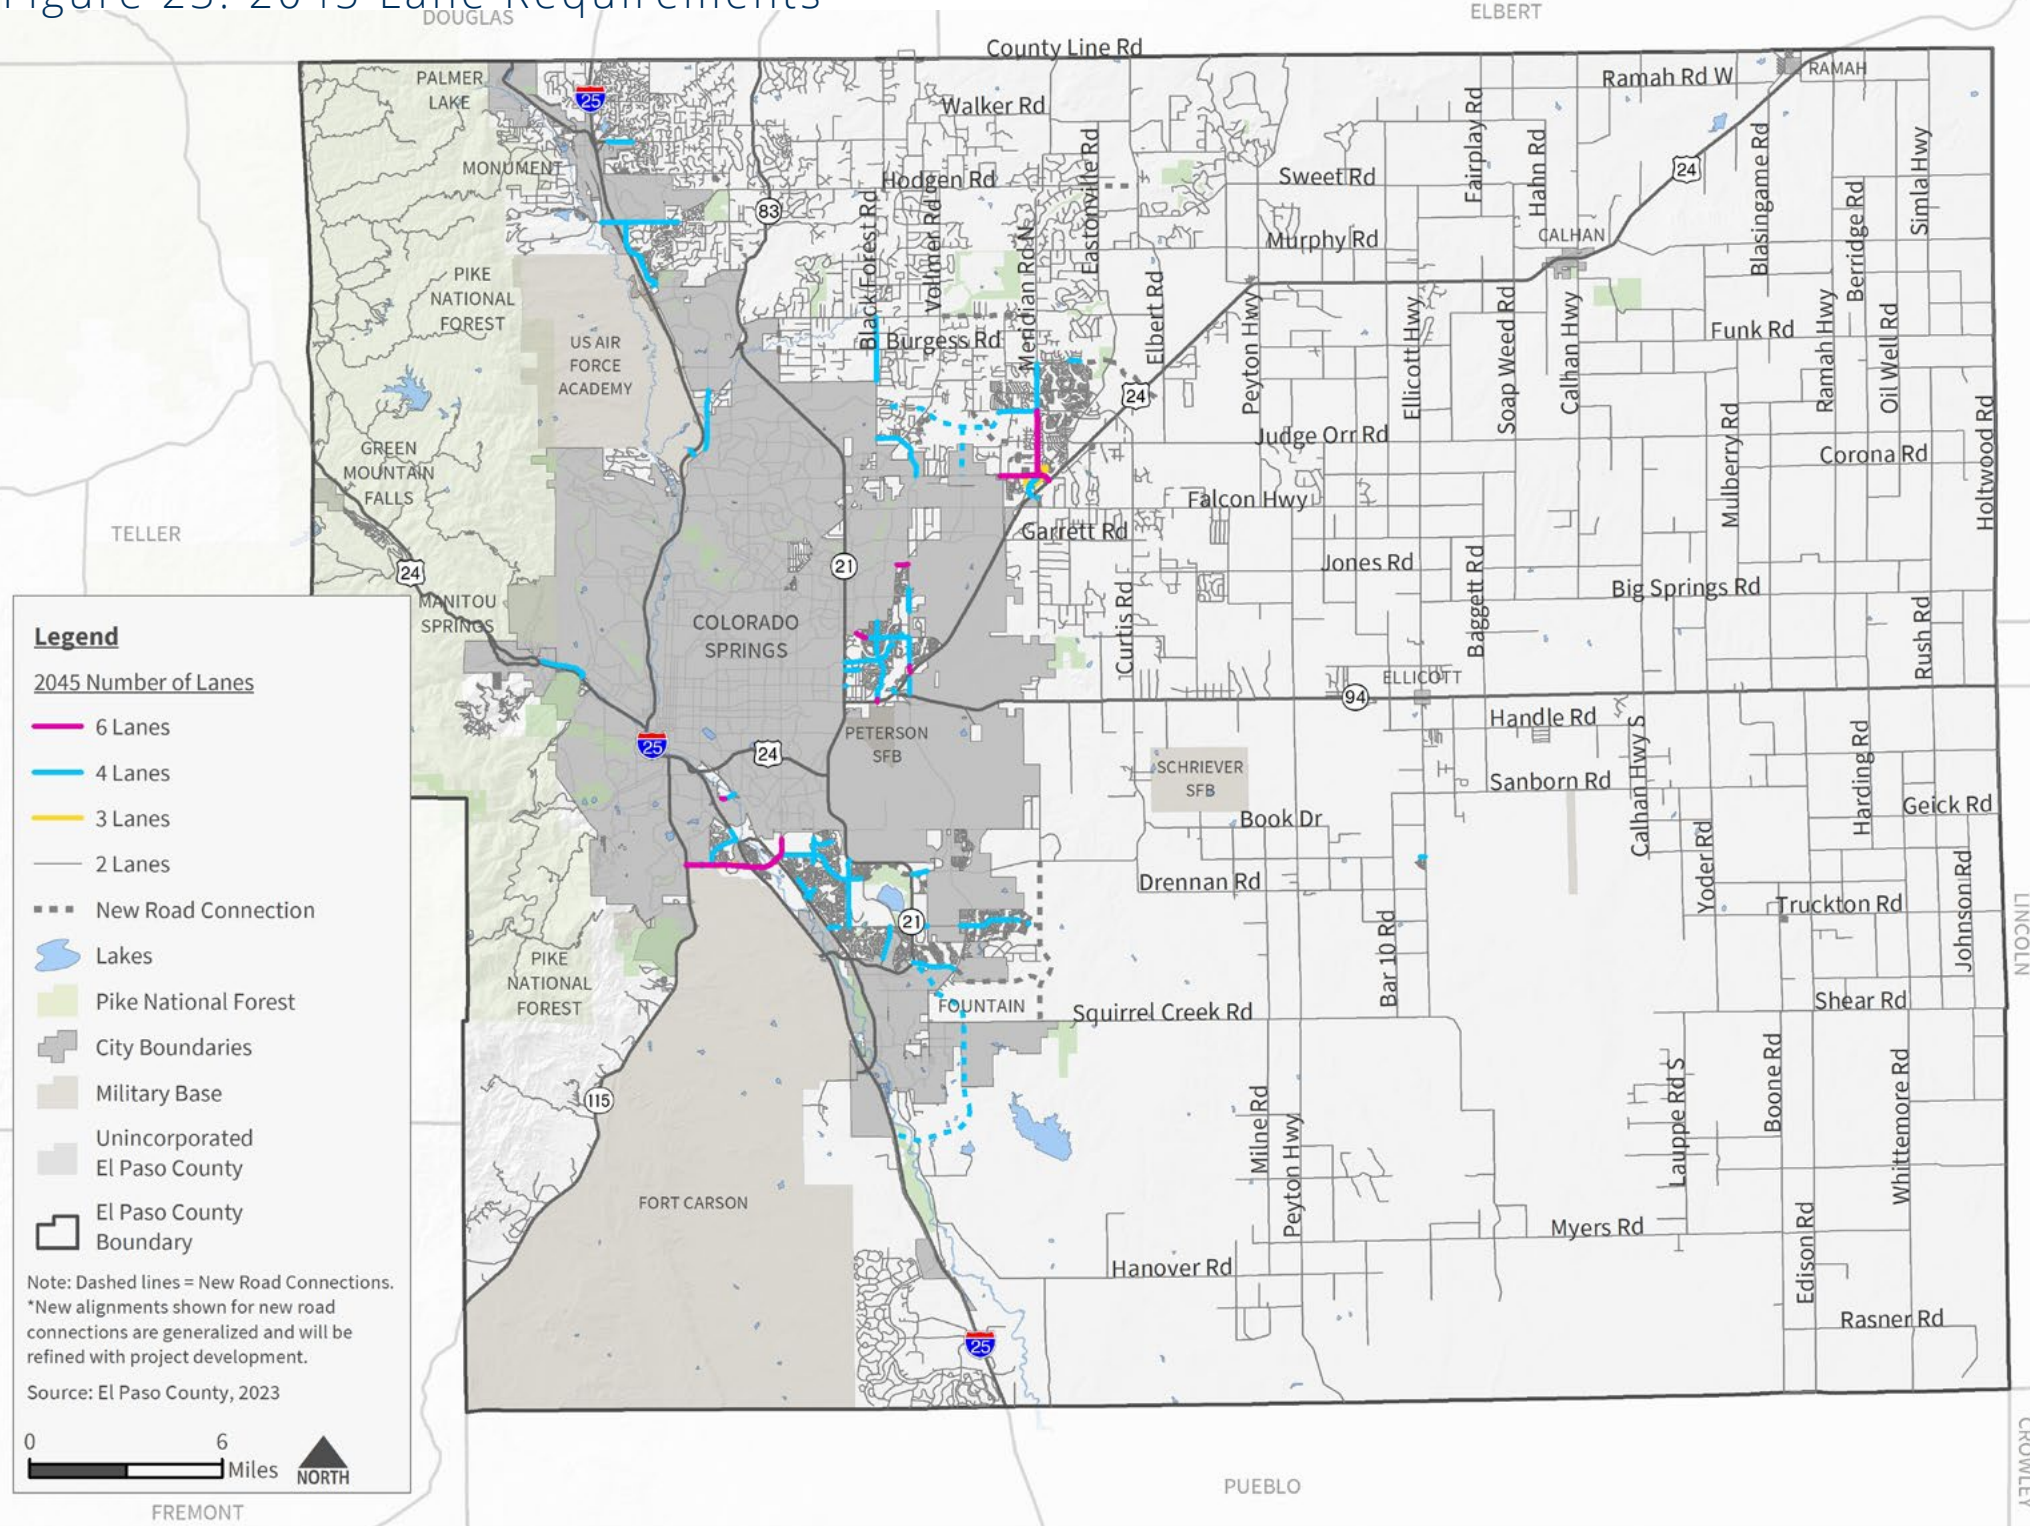 Figure 25: 2045 Lane Requirements
DOUGLAS
ELBERT
County Line Rd
PALMER
LAKE
25
Ramah Rd W
RAMAH
Walker Rd
MONUMENT
Hodgen Rd
Eastonville Rd
Sweet Rd
Fairplay Rd
Hahn Rd
24
Blasingame Rd
Berridge Rd
Simla Hwy
83
Black Forest Rd
Vollmer Rd
Meridian Rd N
Murphy Rd
CALHAN
PIKE
NATIONAL
FOREST
US AIR
FORCE
ACADEMY
Burgess Rd
Elbert Rd
Peyton Hwy
Ellicott Hwy
Soap Weed Rd
Calhan Hwy
Funk Rd
Ramah Hwy
Oil Well Rd
24
Holtwood Rd
Judge Orr Rd
Mulberry Rd
Corona Rd
GREEN
MOUNTAIN
FALLS
Falcon Hwy
TELLER
Garrett Rd
24
21
Jones Rd
Baggett Rd
Big Springs Rd
Curtis Rd
Rush Rd
MANITOU
SPRINGS
COLORADO
SPRINGS
ELLICOTT
94
Handle Rd
Calhan Hwy S
Harding Rd
25
24
PETERSON
SFB
SCHRIEVER
SFB
Sanborn Rd
Geick Rd
Book Dr
Yoder Rd
Johnson Rd
Drennan Rd
Truckton Rd
LINCOLN
21
Bar 10 Rd
PIKE
NATIONAL
FOREST
FOUNTAIN
Squirrel Creek Rd
Shear Rd
115
Milne Rd
Peyton Hwy
Lauppe Rd S
Boone Rd
Whittemore Rd
FORT CARSON
Myers Rd
Edison Rd
Hanover Rd
Rasner Rd
25
PUEBLO
CROWLEY
FREMONT
Legend
2045 Number of Lanes
6 Lanes
4 Lanes
3 Lanes
2 Lanes
New Road Connection
Lakes
Pike National Forest
City Boundaries
Military Base
Unincorporated
El Paso County
El Paso County
Boundary
Note: Dashed lines = New Road Connections.
*New alignments shown for new road
connections are generalized and will be
refined with project development.
Source: El Paso County, 2023
0 6
Miles
NORTH